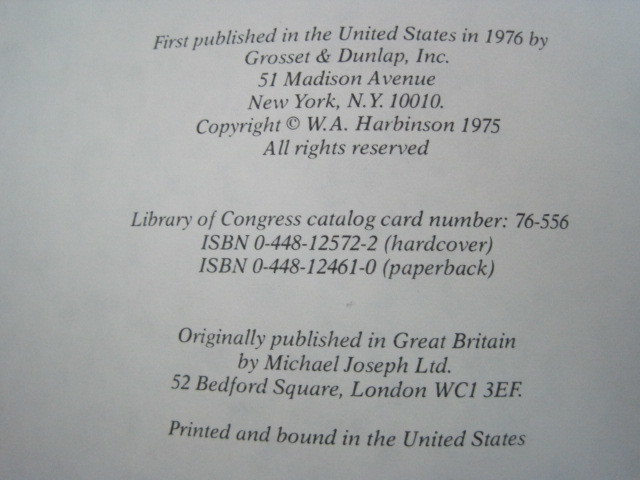 First published in the United States in 1976 by
Grosset & Dunlap, Inc.
51 Madison Avenue
New York, N.Y. 10010.
Copyright © W.A. Harbinson 1975
All rights reserved
Library of Congress catalog card number: 76-556
ISBN 0-448-12572-2 (hardcover)
ISBN 0-448-12461-0 (paperback)
Originally published in Great Britain
by Michael Joseph Ltd.
52 Bedford Square, London WC1 3EF.
Printed and bound in the United States